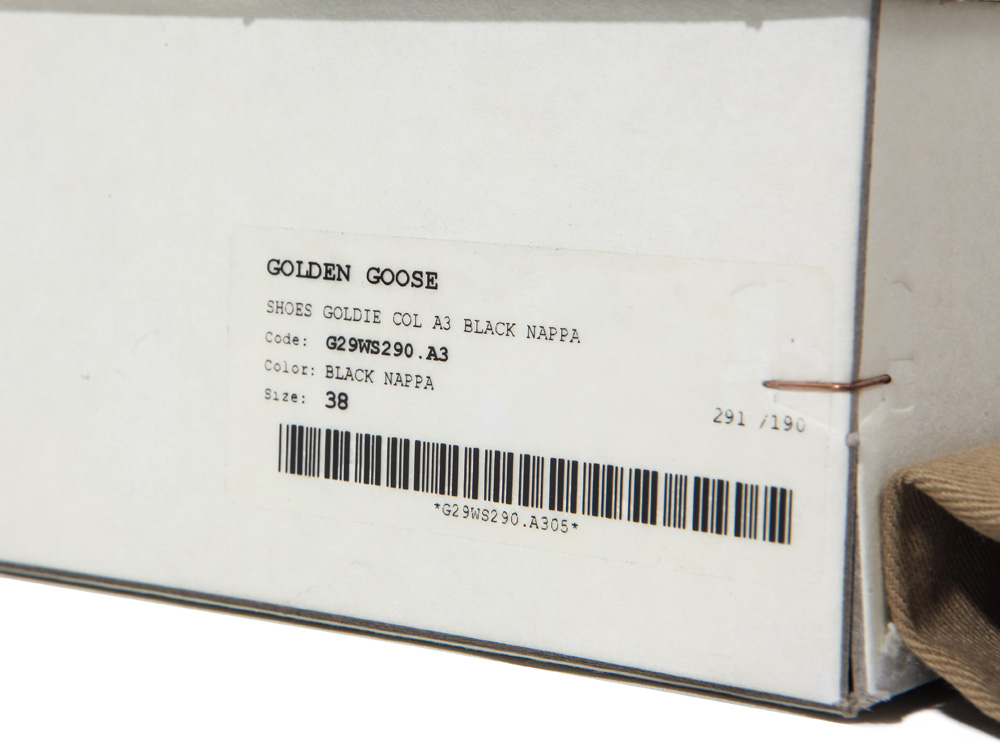 GOLDEN GOOSE
SHOES GOLDIE COL A3 BLACK NAPPA
Code: G29WS290.A3
Color: BLACK NAPPA
Size: 38
291 /190
*G29WS290.A305*